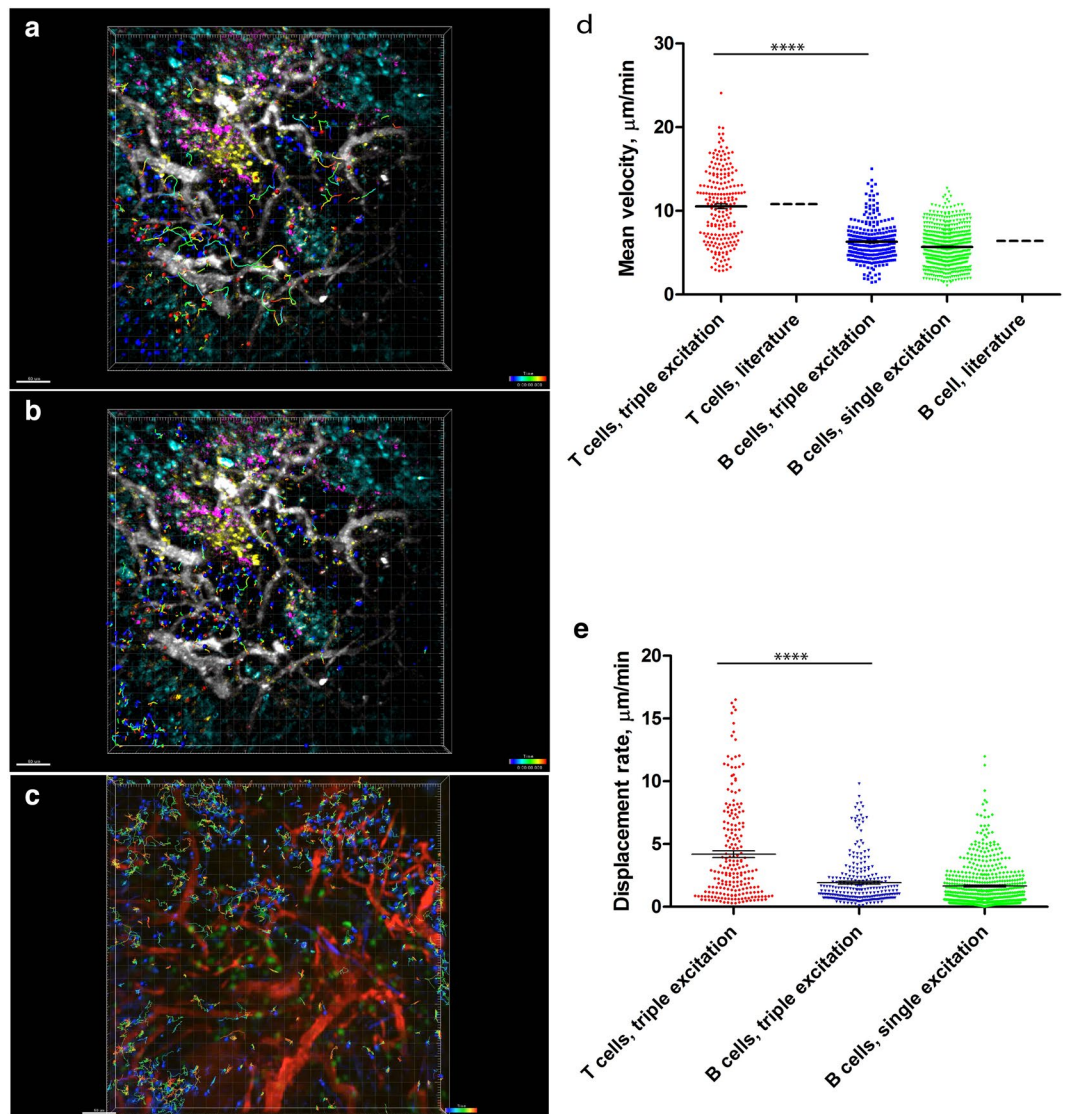 a
b
c
d
30
20
10
0
Mean velocity, μm/min
****
T cells, triple excitation
T cells, literature
B cells, triple excitation
B cells, single excitation
B cell, literature
e
20
15
10
5
0
Displacement rate, μm/min
****
T cells, triple excitation
B cells, triple excitation
B cells, single excitation